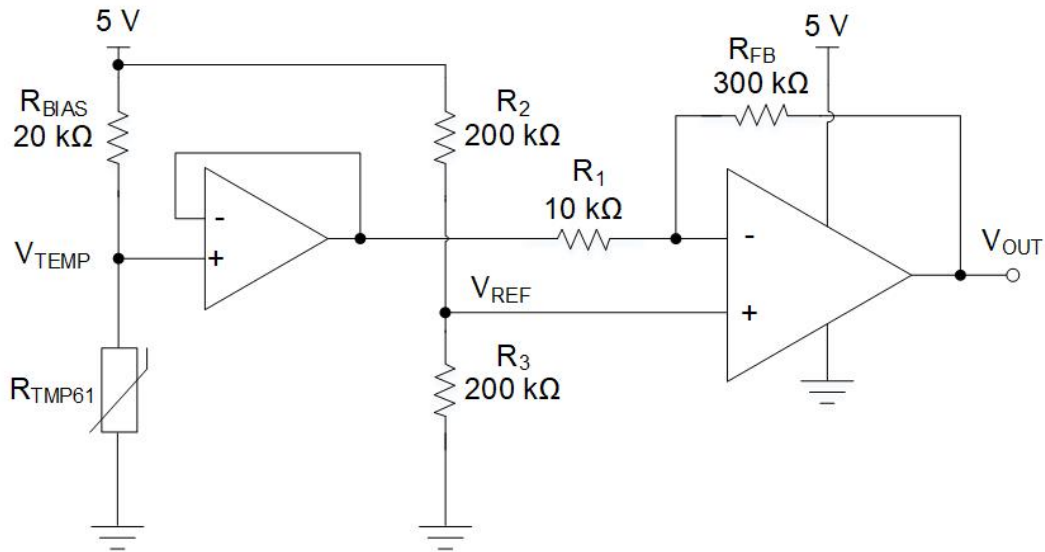 5 V
RBIAS
20 kΩ
VTEMP
RTMP61
-
+
R2
200 kΩ
VREF
R3
200 kΩ
R1
10 kΩ
RFB
300 kΩ
5 V
-
+
VOUT